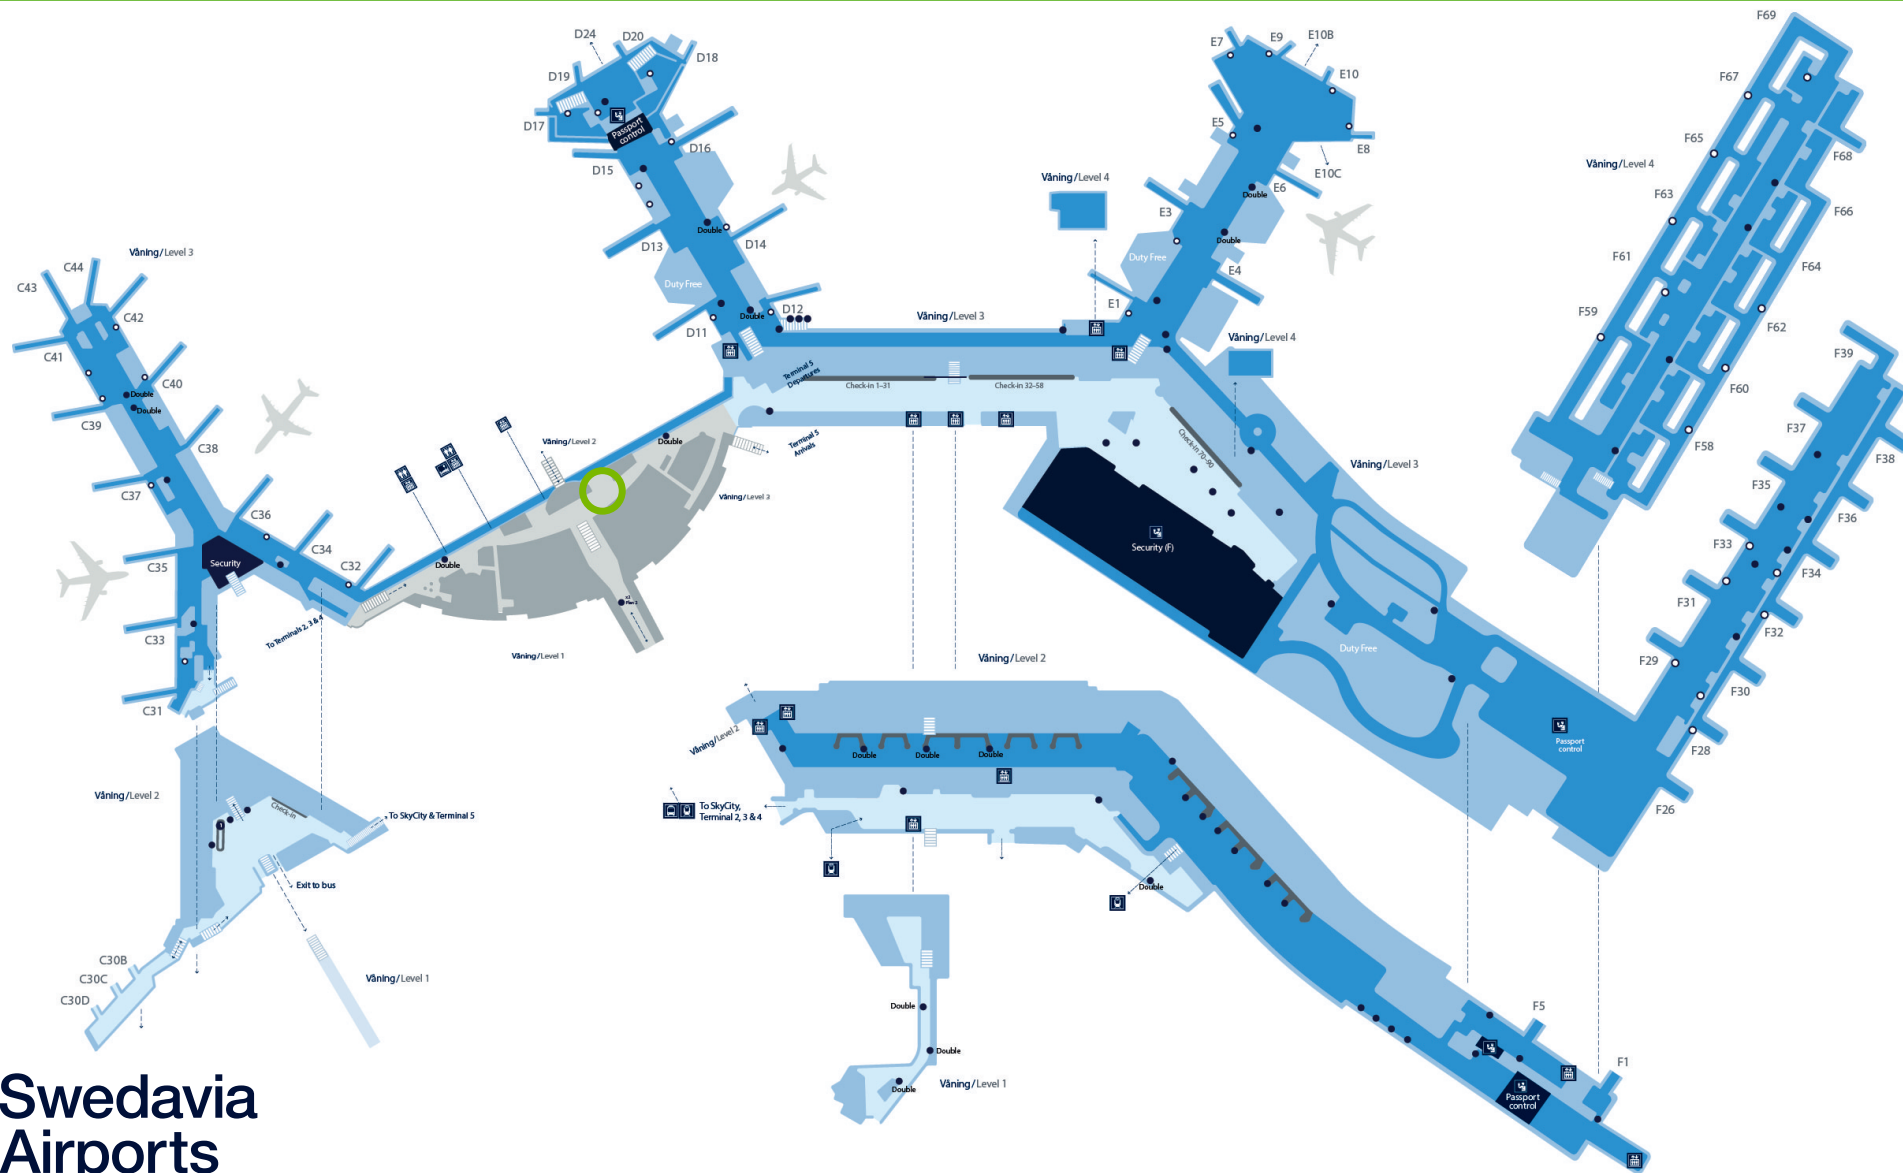 D24
D20
D18
D19
D17
Passport
control
D16
D15
Double
D13
D14
Duty Free
Double
D12
D11
E7
E9
E10B
E10
E5
E8
E10C
E6
Double
Våning/Level 4
E3
Double
Duty Free
E4
E1
Våning/Level 4
Våning/Level 3
Terminal 5
Departures
Check-in 1–31
Check-in 32–58
Check-in 70–90
Våning/Level 3
Security (F)
Duty Free
Passport
control
F69
F67
F65
F68
Våning/Level 4
F63
F66
F61
F64
F59
F62
F60
F58
F39
F37
F38
F35
F36
F33
F34
F31
F32
F29
F30
F28
F26
Våning/Level 3
C44
C43
C42
C41
C40
Double
Double
C39
C38
C37
C36
C34
C35
C32
Security
C33
C31
To Terminals 2, 3 & 4
Våning/Level 2
Double
Terminal 5
Arrivals
Våning/Level 3
Double
Våning/Level 1
Våning/Level 2
Check-in
To SkyCity & Terminal 5
Exit to bus
C30B
C30C
C30D
Våning/Level 1
Våning/Level 2
Våning/Level 2
Double
Double
Double
To SkyCity,
Terminal 2, 3 & 4
Double
Double
Double
Double
Våning/Level 1
F5
F1
Passport
control
Swedavia
Airports